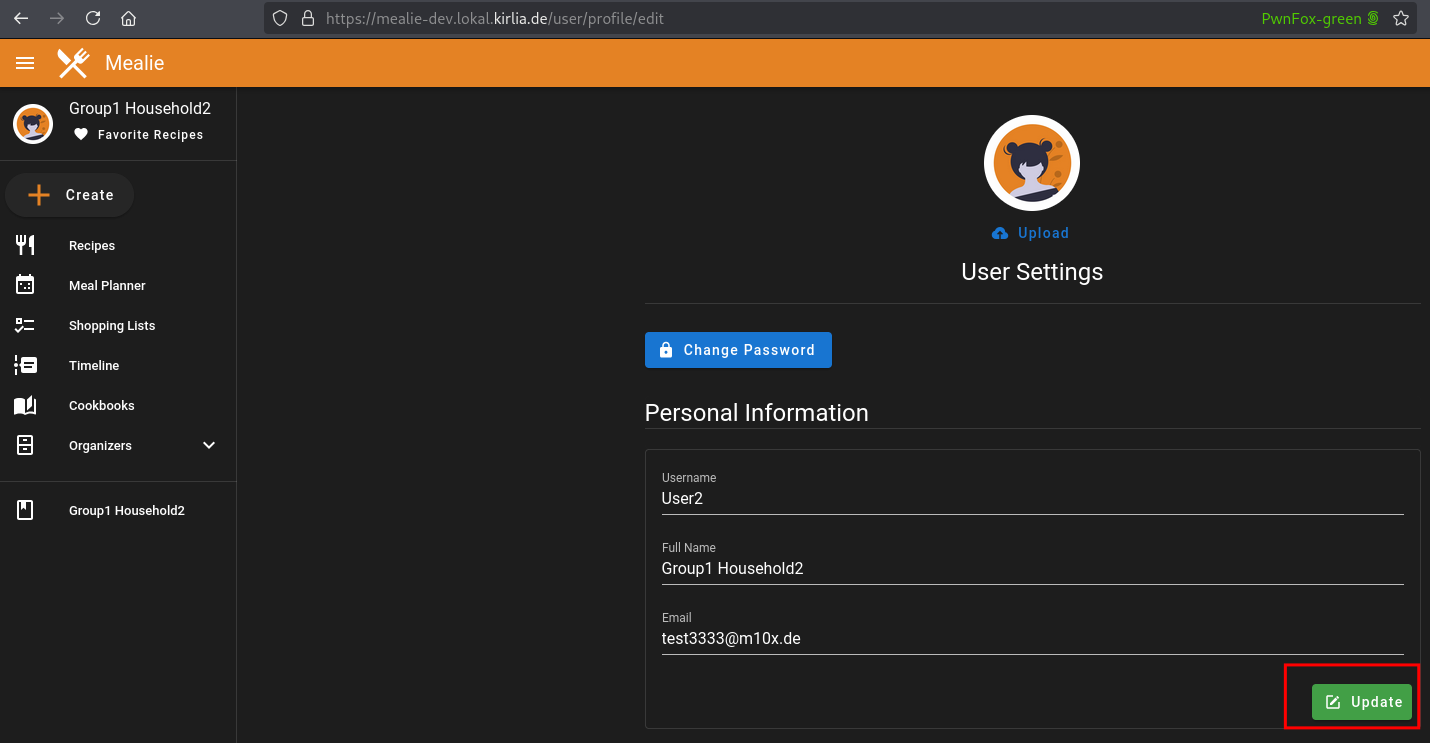 https://mealie-dev.lokal.kirlia.de/user/profile/edit
PwnFox-green
Mealie
Group1 Household2
Favorite Recipes
Create
Recipes
Meal Planner
Shopping Lists
Timeline
Cookbooks
Organizers
Group1 Household2
Upload
User Settings
Change Password
Personal Information
Username
User2
Full Name
Group1 Household2
Email
test3333@m10x.de
Update